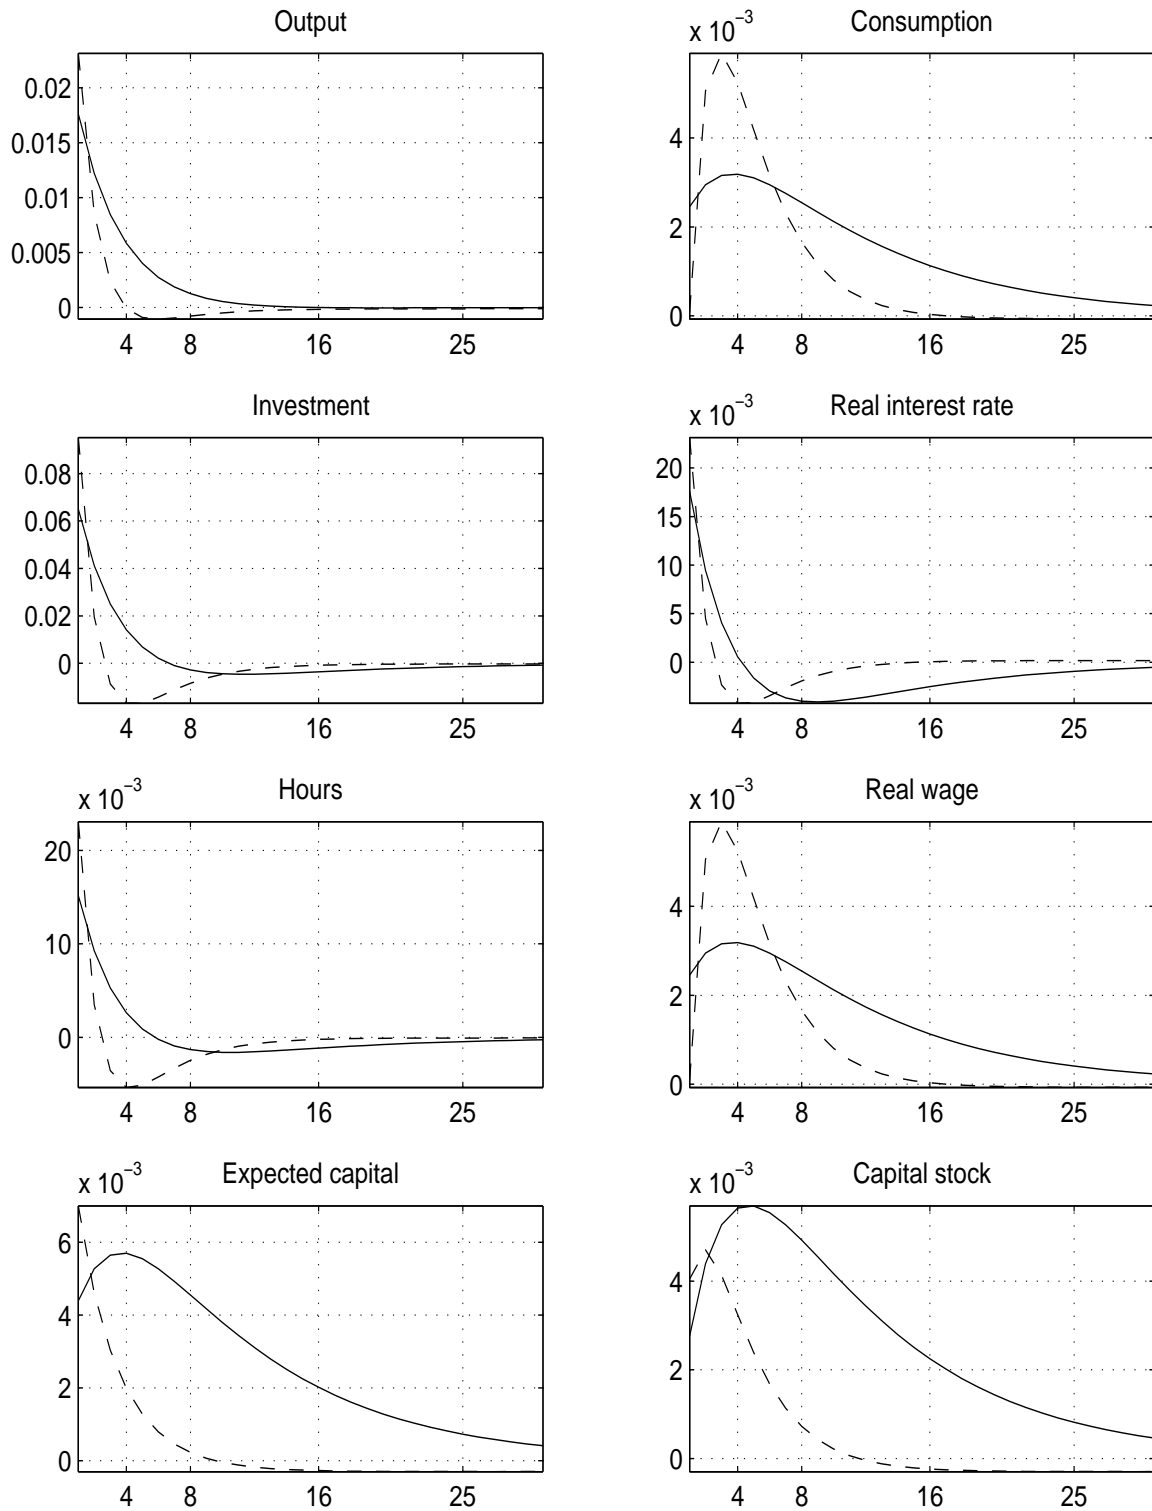 Output
0.02
0.015
0.01
0.005
0
4 8 16 25
Consumption
x 10−3
4
2
0
4 8 16 25
Investment
0.08
0.06
0.04
0.02
0
4 8 16 25
Real interest rate
x 10−3
20
15
10
5
0
4 8 16 25
Hours
x 10−3
20
10
0
4 8 16 25
Real wage
x 10−3
4
2
0
4 8 16 25
Expected capital
x 10−3
6
4
2
0
4 8 16 25
Capital stock
x 10−3
4
2
0
4 8 16 25